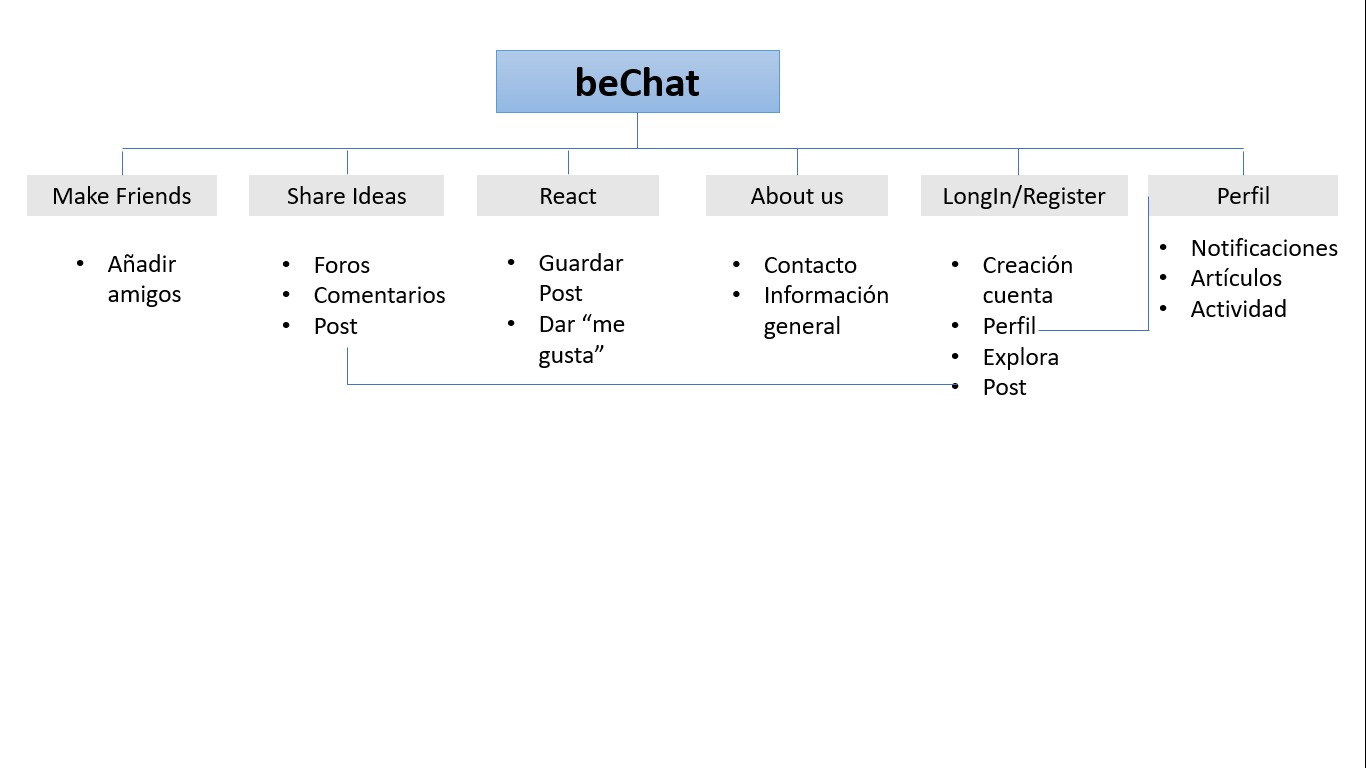 beChat
Make Friends
Share Ideas
React
About us
LongIn/Register
Perfil
• Añadir
amigos
• Foros
• Comentarios
• Post
• Guardar
Post
• Dar “me
gusta”
• Contacto
• Información
general
• Creación
cuenta
• Perfil
• Explora
• Post
• Notificaciones
• Artículos
• Actividad